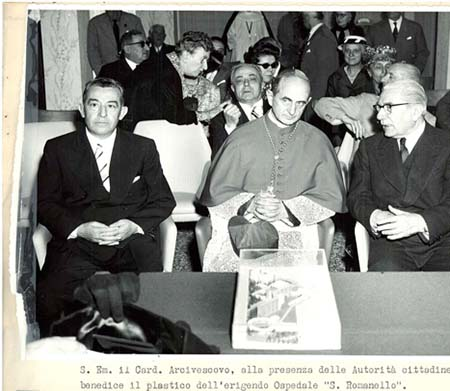 S. Em. il Card. Arcivescovo, alla presenza delle Autorità cittadine
benedice il plastico dell'erigendo Ospedale "S. Romanello".